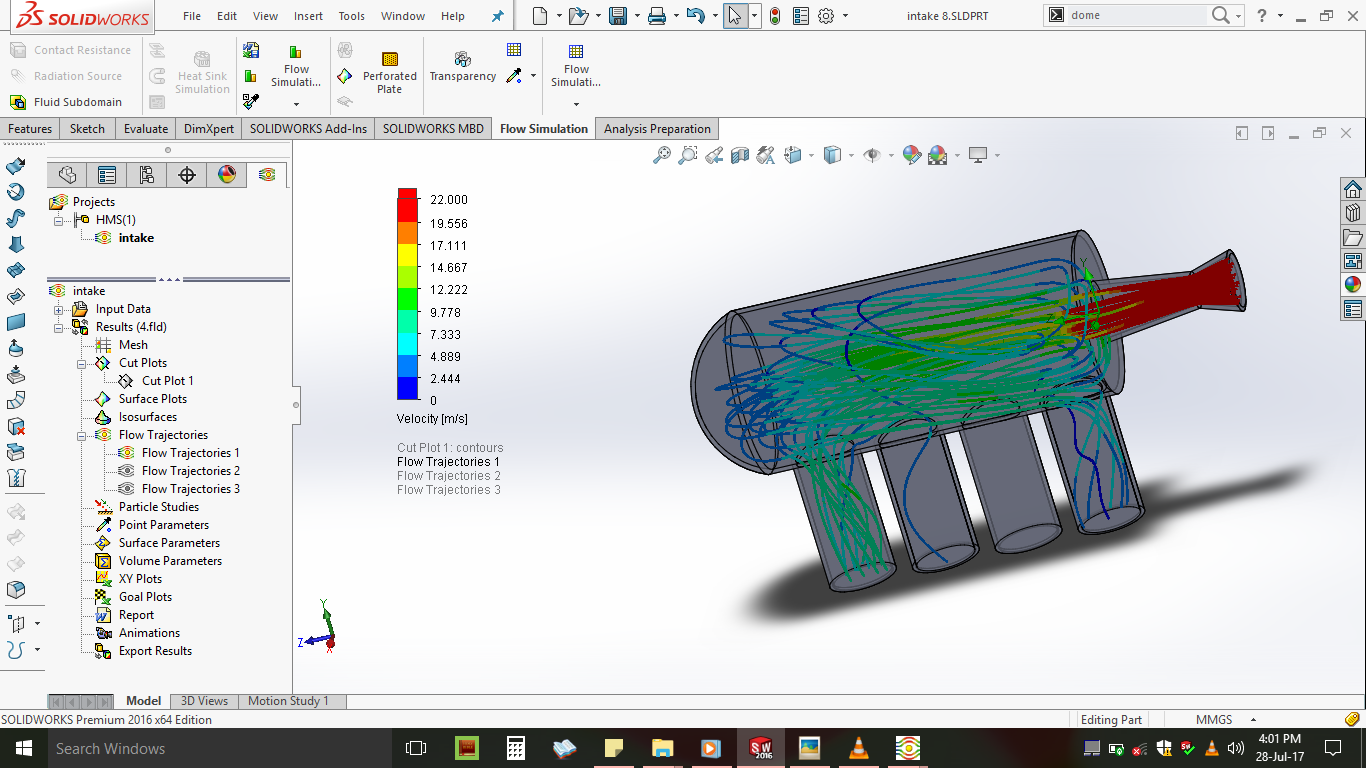 SOLIDWORKS
File Edit View Insert Tools Window Help
intake 8.SLDPRT
dome
Contact Resistance
Radiation Source
Fluid Subdomain
Heat Sink
Simulation
Flow
Simulati...
Perforated
Plate
Transparency
Flow
Simulati...
Features Sketch Evaluate DimXpert SOLIDWORKS Add-Ins SOLIDWORKS MBD Flow Simulation Analysis Preparation
Projects
HMS(1)
intake
intake
Input Data
Results (4.fld)
Mesh
Cut Plots
Cut Plot 1
Surface Plots
Isosurfaces
Flow Trajectories
Flow Trajectories 1
Flow Trajectories 2
Flow Trajectories 3
Particle Studies
Point Parameters
Surface Parameters
Volume Parameters
XY Plots
Goal Plots
Report
Animations
Export Results
22.000
19.556
17.111
14.667
12.222
9.778
7.333
4.889
2.444
0
Velocity [m/s]
Cut Plot 1: contours
Flow Trajectories 1
Flow Trajectories 2
Flow Trajectories 3
Y
Z
Y
Z
X
Model 3D Views Motion Study 1
SOLIDWORKS Premium 2016 x64 Edition
Editing Part
MMGS
Search Windows
SW
2016
4:01 PM
28-Jul-17